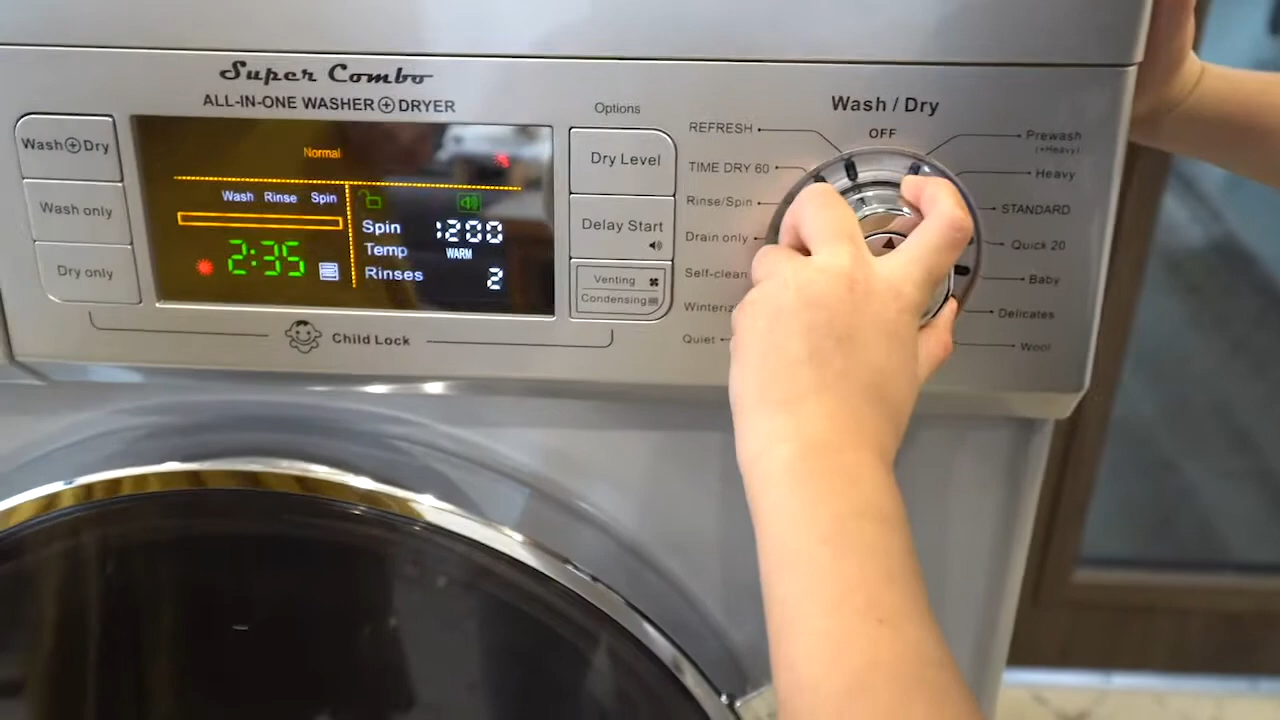 Super Combo
ALL-IN-ONE WASHER + DRYER
Wash+Dry
Wash only
Dry only
Normal
Wash Rinse Spin
2:35
Spin 1200
Temp WARM
Rinses 2
Child Lock
Options
Dry Level
Delay Start
Venting
Condensing
Wash / Dry
OFF
REFRESH
TIME DRY 60
Rinse/Spin
Drain only
Self-clean
Quiet
Prewash
(+Heavy)
Heavy
STANDARD
Quick 20
Baby
Delicates
Wool